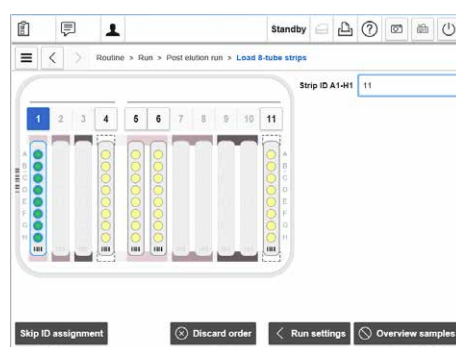 Standby
Routine > Run > Post elution run > Load 8-tube strips
Strip ID A1-H1 11
1 2 3 4 5 6 7 8 9 10 11
A A
B B
C C
D D
E E
F F
G G
H H
Skip ID assignment Discard order Run settings Overview samples